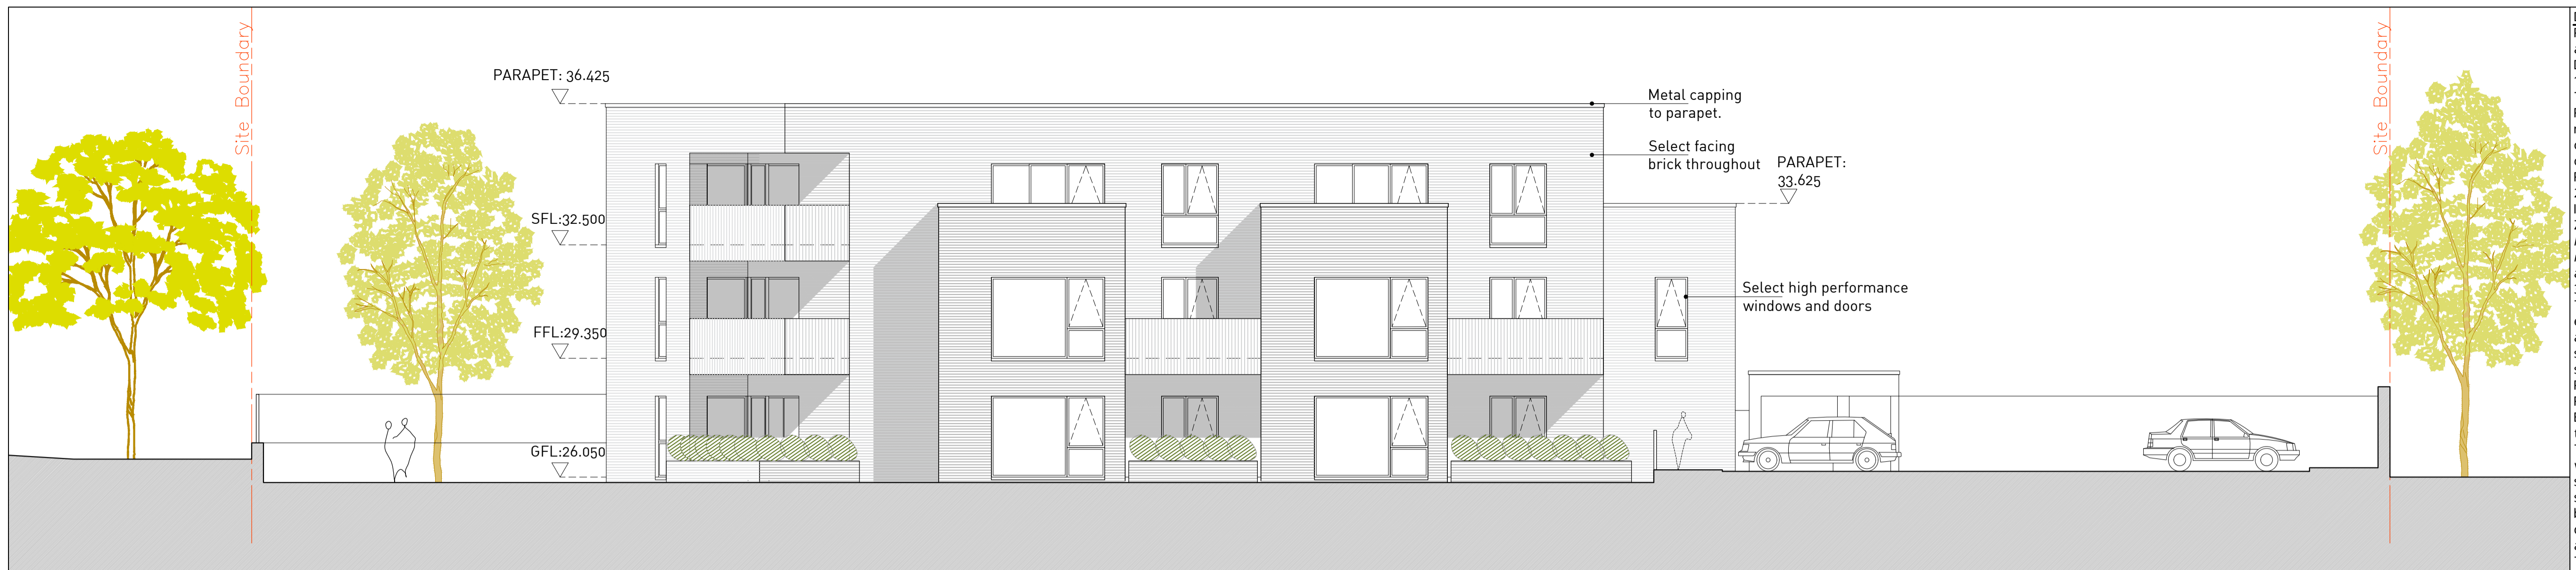 Site Boundary
PARAPET: 36.425
Metal capping
to parapet.
Select facing
brick throughout
PARAPET:
33.625
SFL:32.500
Select high performance
windows and doors
FFL:29.350
GFL:26.050
Site Boundary